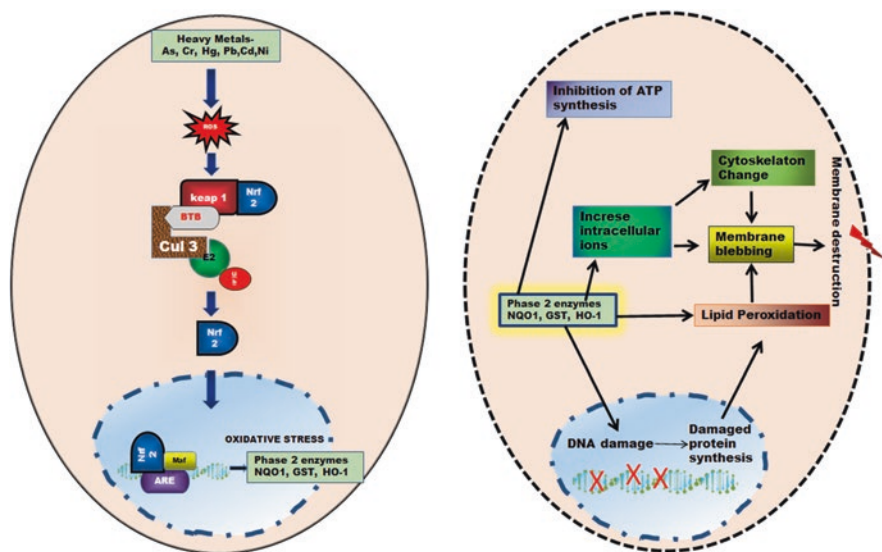 Heavy Metals-
As, Cr, Hg, Pb,Cd,Ni
ROS
keap 1
Nrf
2
BTB
Cul 3
E2
Nrf
2
OXIDATIVE STRESS
Nrf
2
Maf
ARE
Phase 2 enzymes
NQO1, GST, HO-1
Inhibition of ATP
synthesis
Cytoskelaton
Change
Increse
intracellular
ions
Membrane
blebbing
Membrane destruction
Phase 2 enzymes
NQO1, GST, HO-1
Lipid Peroxidation
DNA damage
Damaged
protein
synthesis